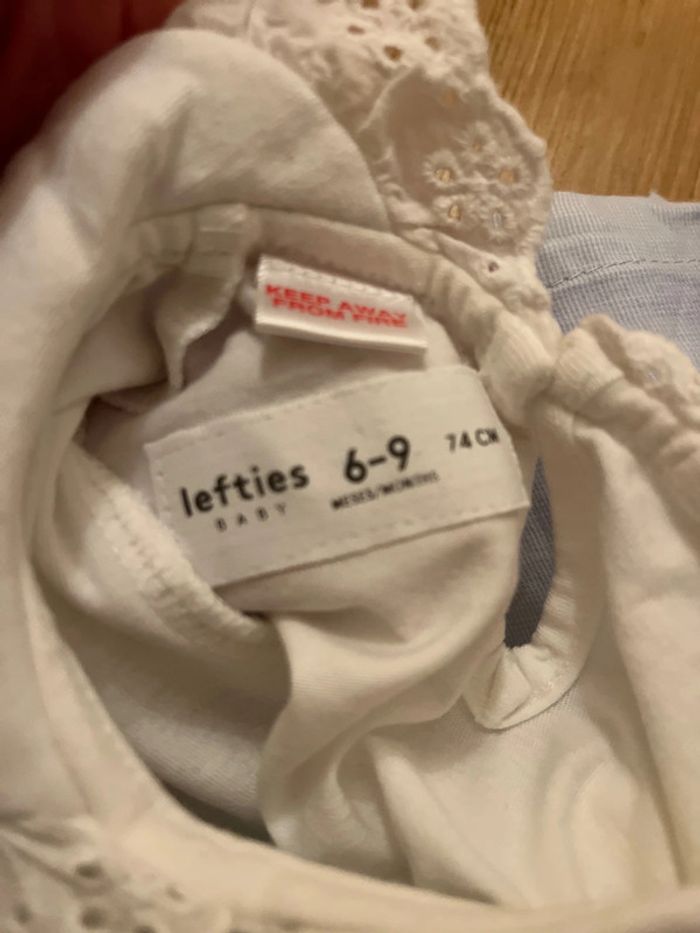 KEEP AWAY
FROM FIRE
lefties 6-9 74 CM
BABY MESES/MONTHS